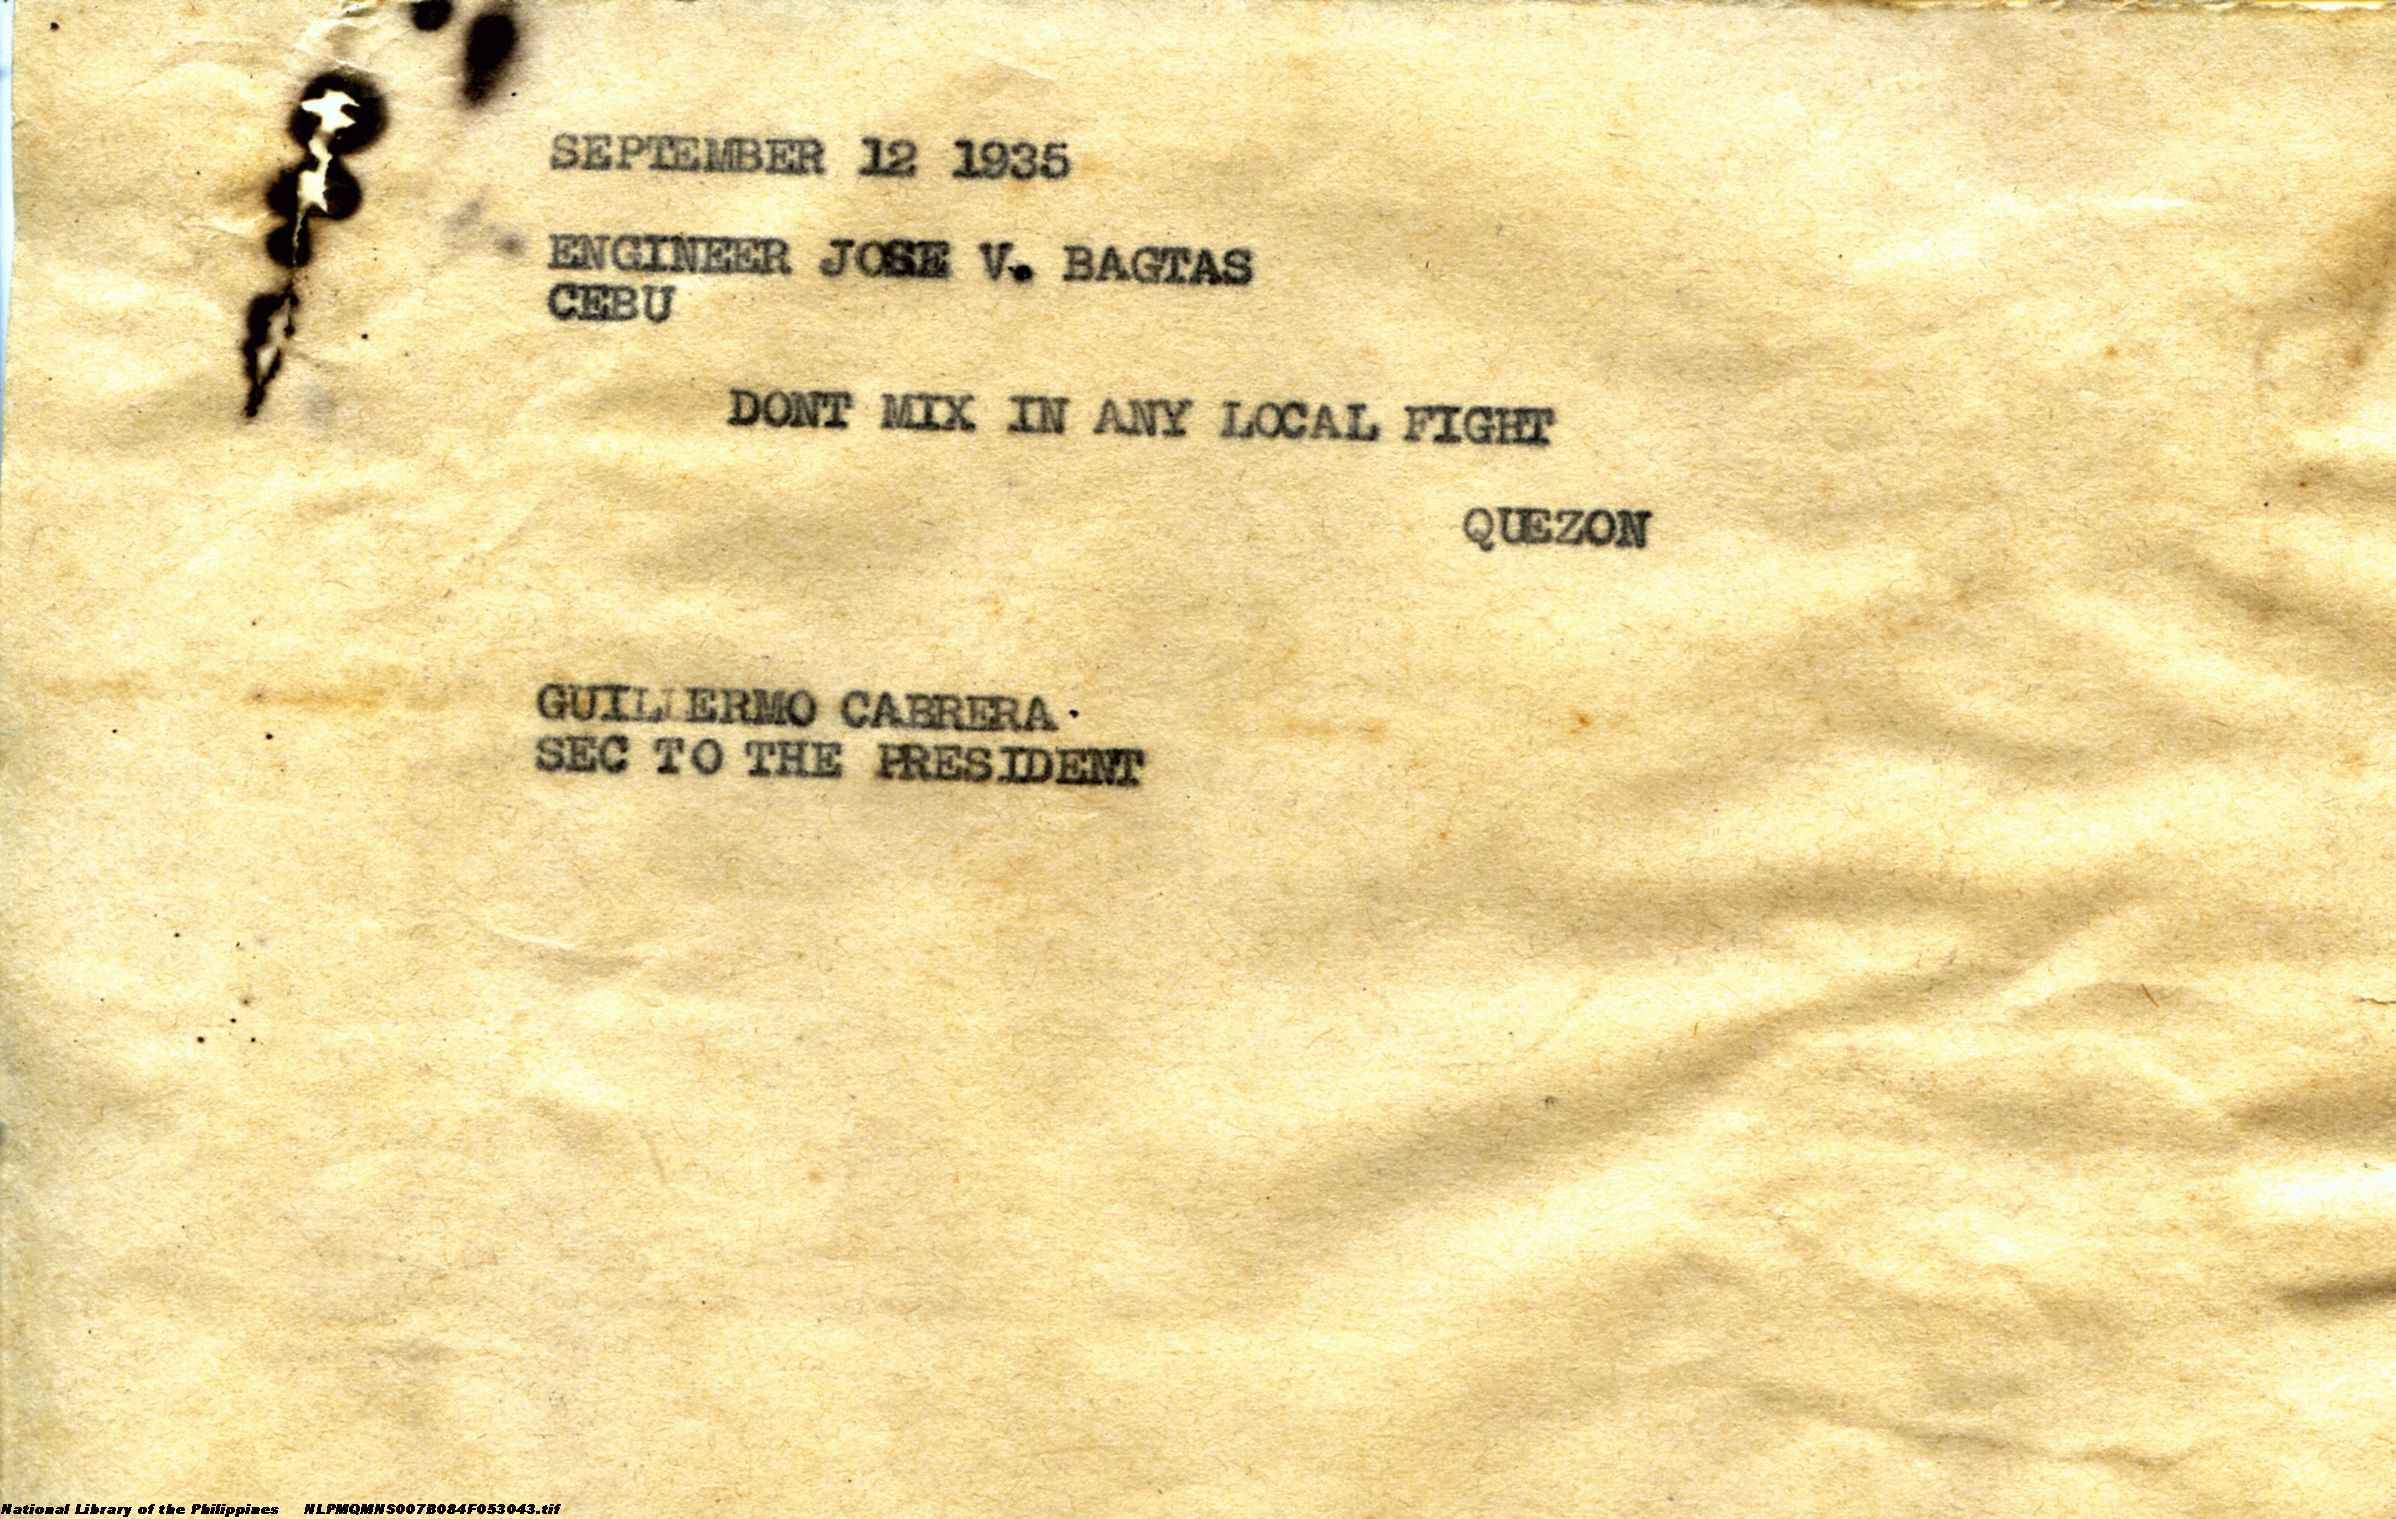 SEPTEMBER 12 1935
ENGINEER JOSE V. BAGTAS
CEBU
DONT MIX IN ANY LOCAL FIGHT
QUEZON
GUILLERMO CABRERA
SEC TO THE PRESIDENT
National Library of the Philippines NLPMQMNS007B084F053043.tif